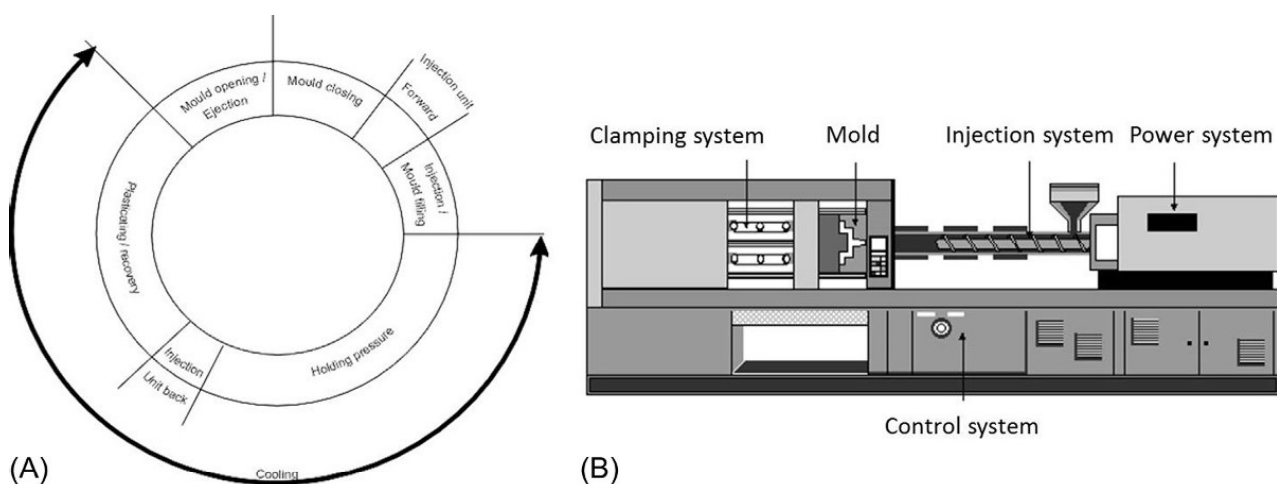 Mould opening /
Ejection
Mould closing
Injection unit
Forward
Injection /
Mould filling
Holding pressure
Injection
Unit back
Plasticating / recovery
Cooling
(A)
Clamping system
Mold
Injection system
Power system
Control system
(B)